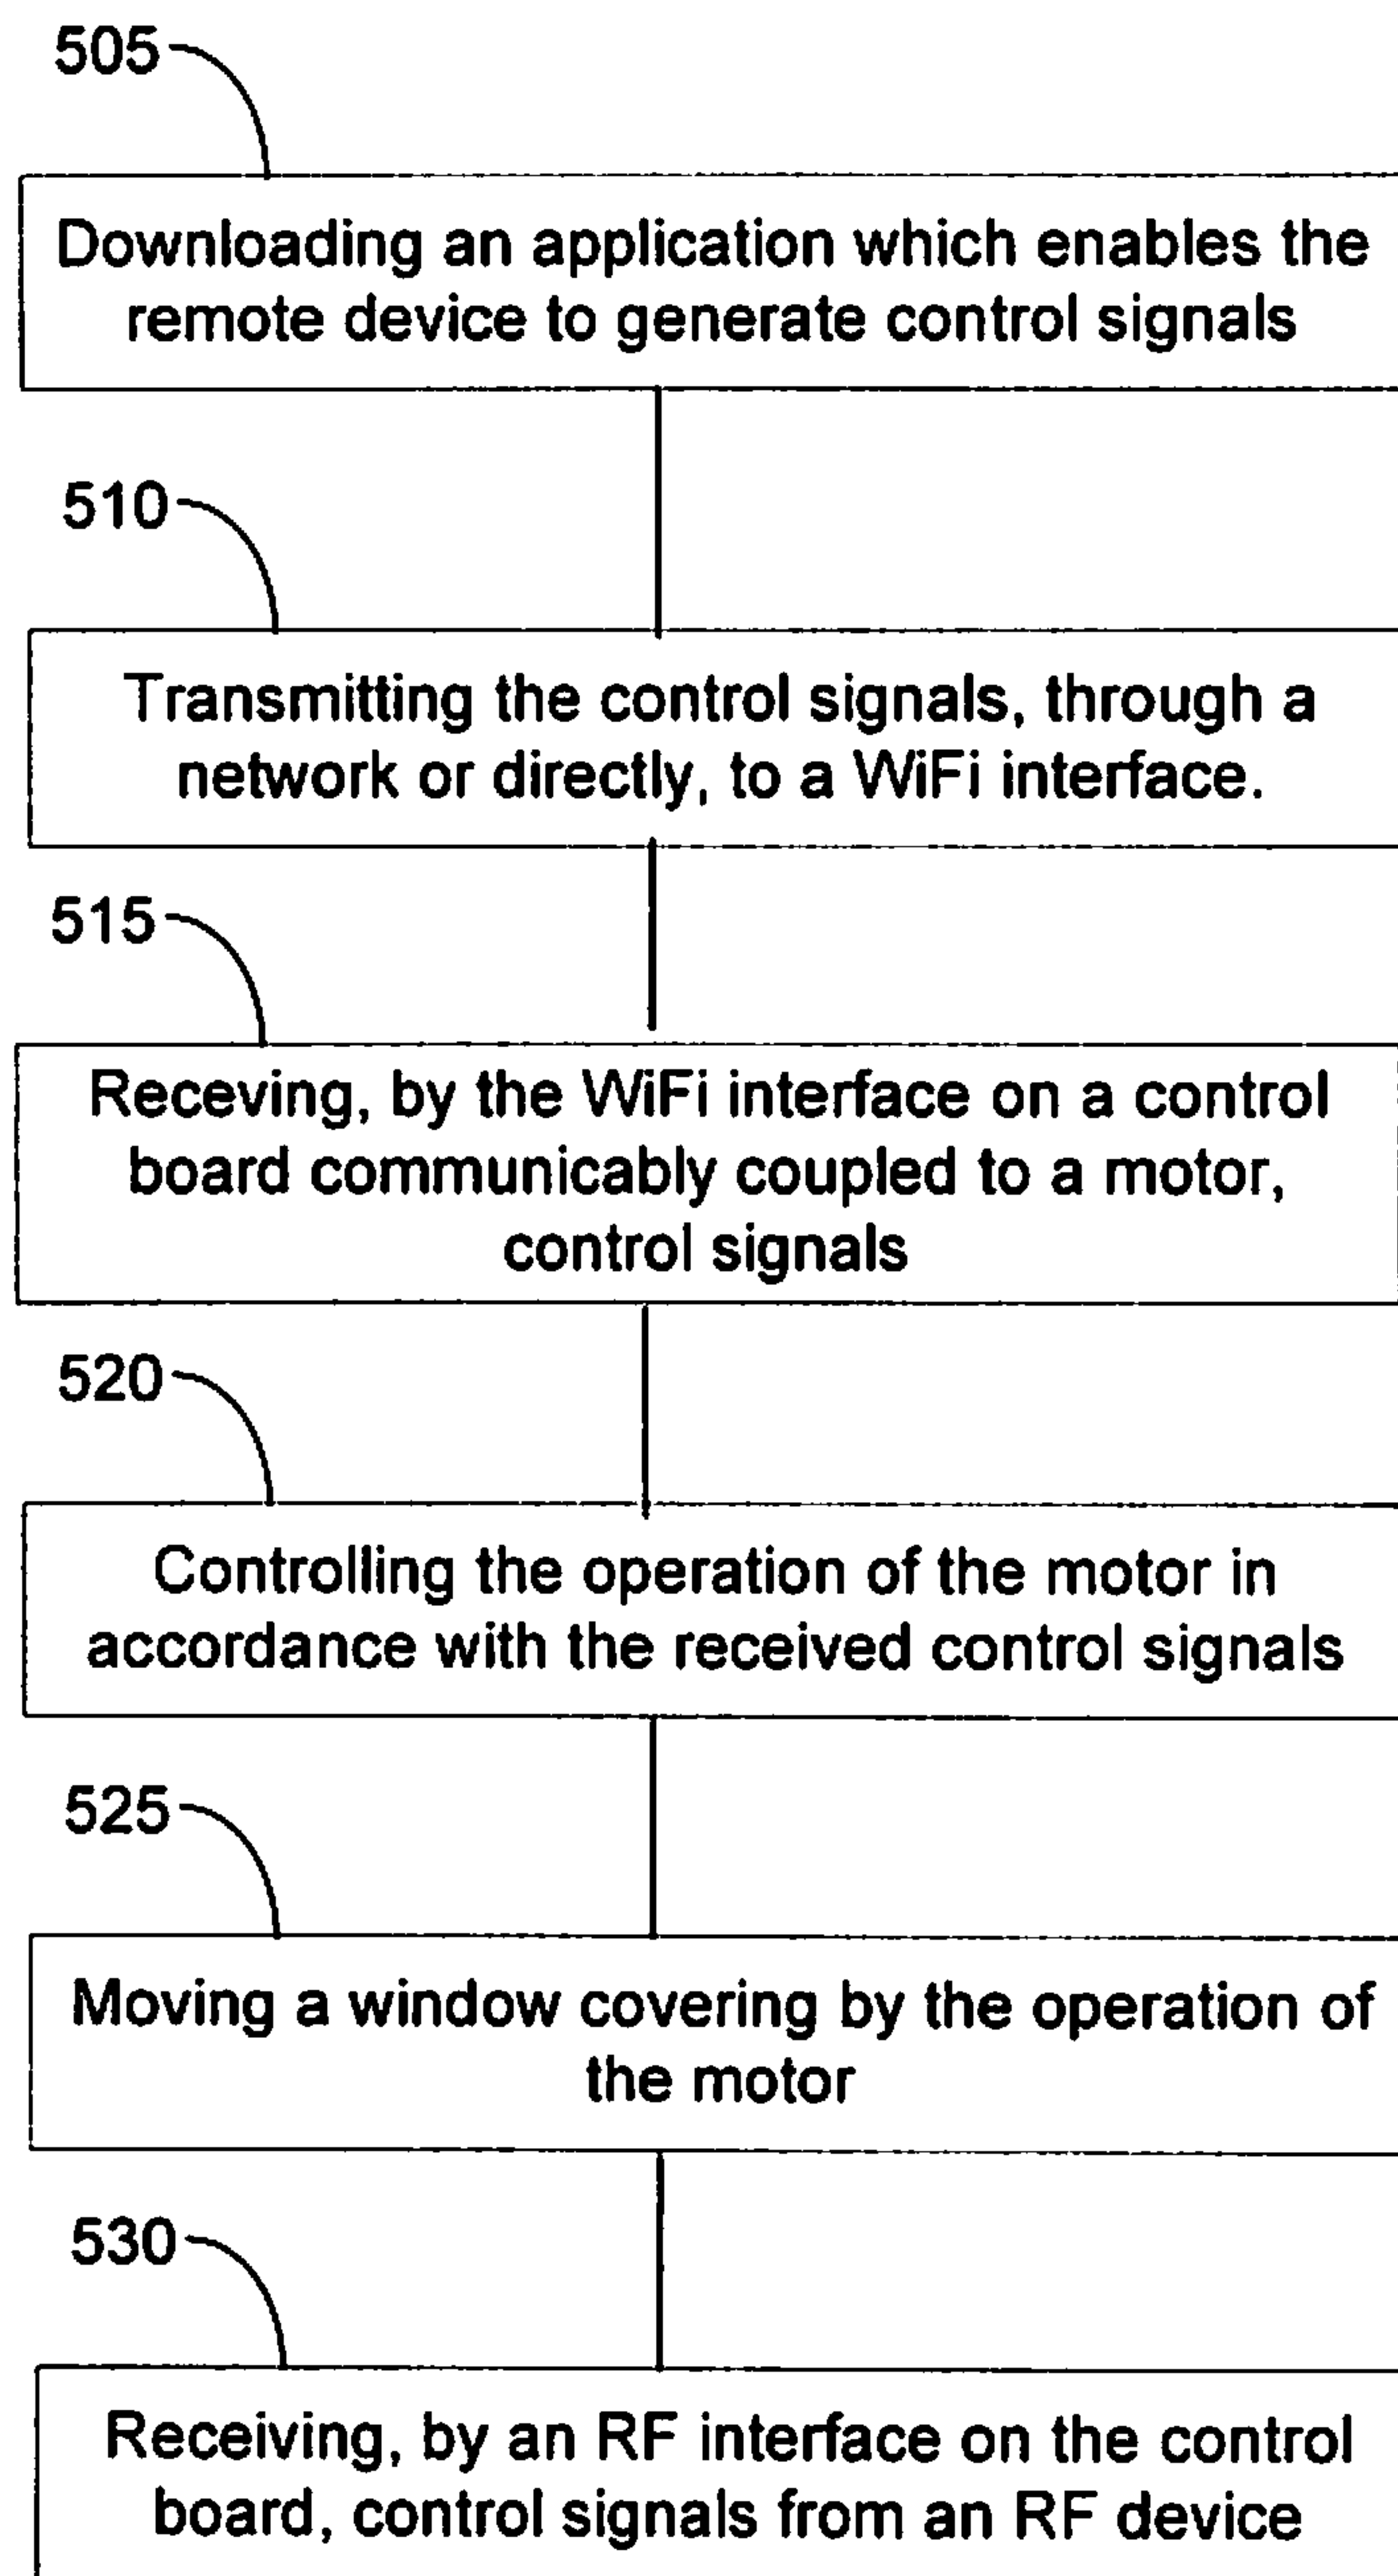 505
Downloading an application which enables the
remote device to generate control signals
510
Transmitting the control signals, through a
network or directly, to a WiFi interface.
515
Receving, by the WiFi interface on a control
board communicably coupled to a motor,
control signals
520
Controlling the operation of the motor in
accordance with the received control signals
525
Moving a window covering by the operation of
the motor
530
Receiving, by an RF interface on the control
board, control signals from an RF device